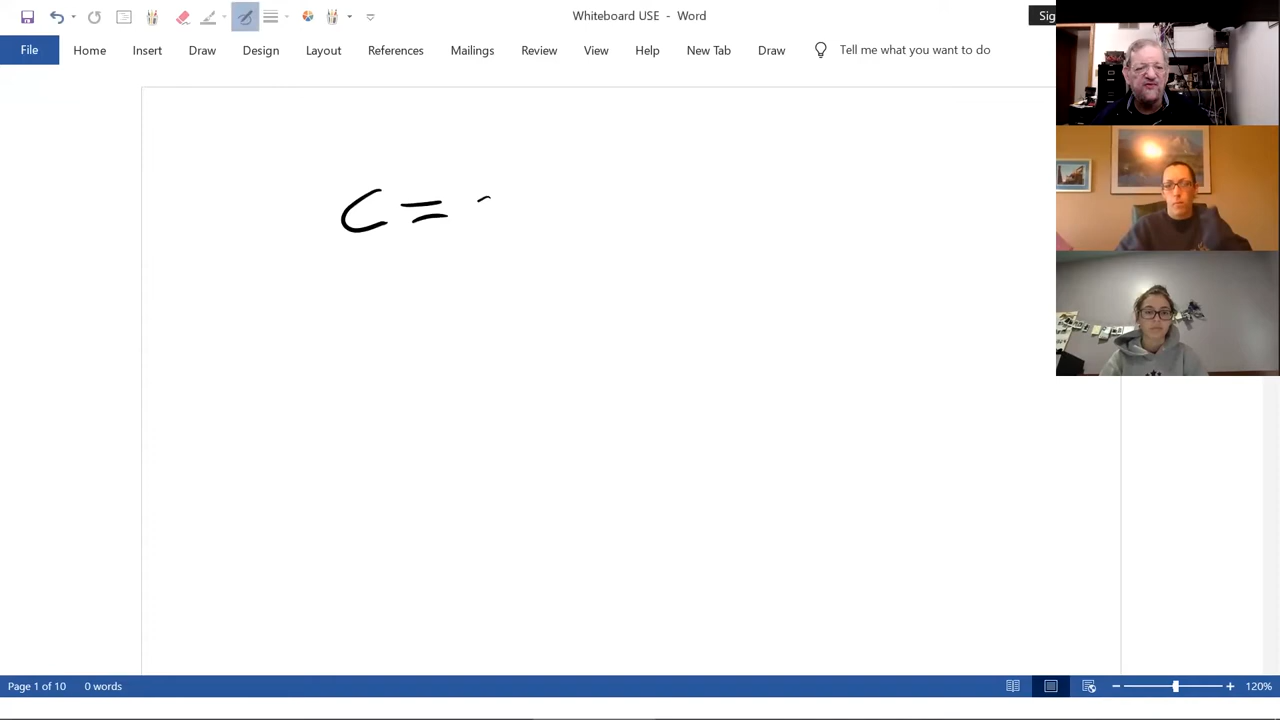 Whiteboard USE - Word
Sig
File Home Insert Draw Design Layout References Mailings Review View Help New Tab Draw Tell me what you want to do
C =
Page 1 of 10 0 words 120%